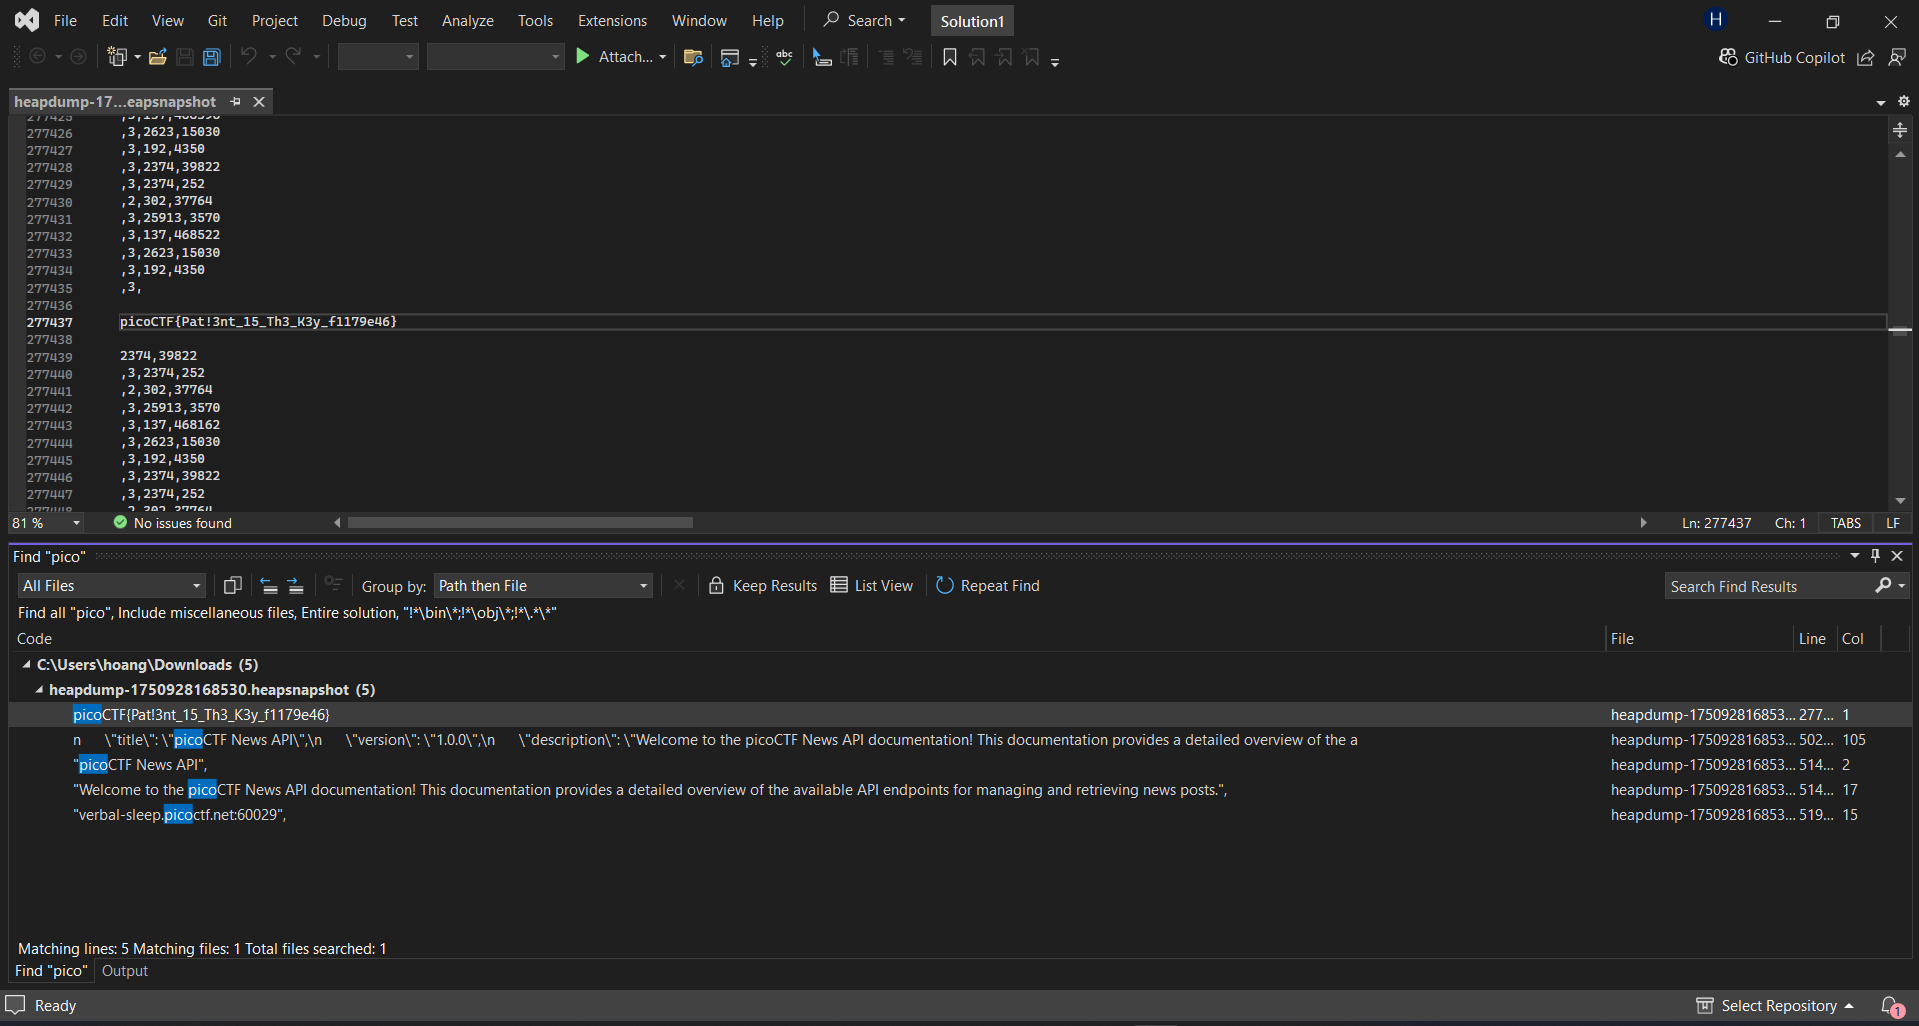 File Edit View Git Project Debug Test Analyze Tools Extensions Window Help Search Solution1 H
Attach... abc GitHub Copilot
heapdump-17...eapsnapshot
277426 ,3,2623,15030
277427 ,3,192,4350
277428 ,3,2374,39822
277429 ,3,2374,252
277430 ,2,302,37764
277431 ,3,25913,3570
277432 ,3,137,468522
277433 ,3,2623,15030
277434 ,3,192,4350
277435 ,3,
277436
277437 picoCTF{Pat!3nt_15_Th3_K3y_f1179e46}
277438
277439 2374,39822
277440 ,3,2374,252
277441 ,2,302,37764
277442 ,3,25913,3570
277443 ,3,137,468162
277444 ,3,2623,15030
277445 ,3,192,4350
277446 ,3,2374,39822
277447 ,3,2374,252
277448 ,2,302,37764
81 % No issues found Ln: 277437 Ch: 1 TABS LF
Find "pico"
All Files Group by: Path then File Keep Results List View Repeat Find Search Find Results
Find all "pico", Include miscellaneous files, Entire solution, "!*\bin\*;!*\obj\*;!*\.*\*"
Code File Line Col
C:\Users\hoang\Downloads (5)
heapdump-1750928168530.heapsnapshot (5)
picoCTF{Pat!3nt_15_Th3_K3y_f1179e46} heapdump-175092816853... 277... 1
n \"title\": \"picoCTF News API\",\n \"version\": \"1.0.0\",\n \"description\": \"Welcome to the picoCTF News API documentation! This documentation provides a detailed overview of the a heapdump-175092816853... 502... 105
"picoCTF News API", heapdump-175092816853... 514... 2
"Welcome to the picoCTF News API documentation! This documentation provides a detailed overview of the available API endpoints for managing and retrieving news posts.", heapdump-175092816853... 514... 17
"verbal-sleep.picoctf.net:60029", heapdump-175092816853... 519... 15
Matching lines: 5 Matching files: 1 Total files searched: 1
Find "pico" Output
Ready Select Repository 1